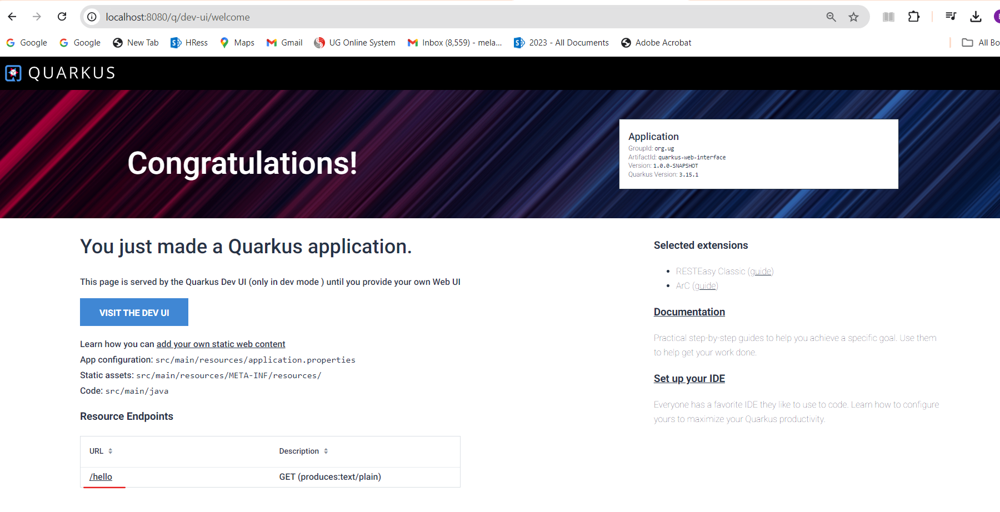 localhost:8080/q/dev-ui/welcome
Google Google New Tab HRess Maps Gmail UG Online System Inbox (8,559) - mela... 2023 - All Documents Adobe Acrobat All Bo
QUARKUS
Congratulations!
Application
GroupId: org.ug
ArtifactId: quarkus-web-interface
Version: 1.0.0-SNAPSHOT
Quarkus Version: 3.15.1
You just made a Quarkus application.
This page is served by the Quarkus Dev UI (only in dev mode ) until you provide your own Web UI
VISIT THE DEV UI
Learn how you can add your own static web content
App configuration: src/main/resources/application.properties
Static assets: src/main/resources/META-INF/resources/
Code: src/main/java
Resource Endpoints
URL Description
/hello GET (produces:text/plain)
Selected extensions
• RESTEasy Classic (guide)
• ArC (guide)
Documentation
Practical step-by-step guides to help you achieve a specific goal. Use them
to help get your work done.
Set up your IDE
Everyone has a favorite IDE they like to use to code. Learn how to configure
yours to maximize your Quarkus productivity.